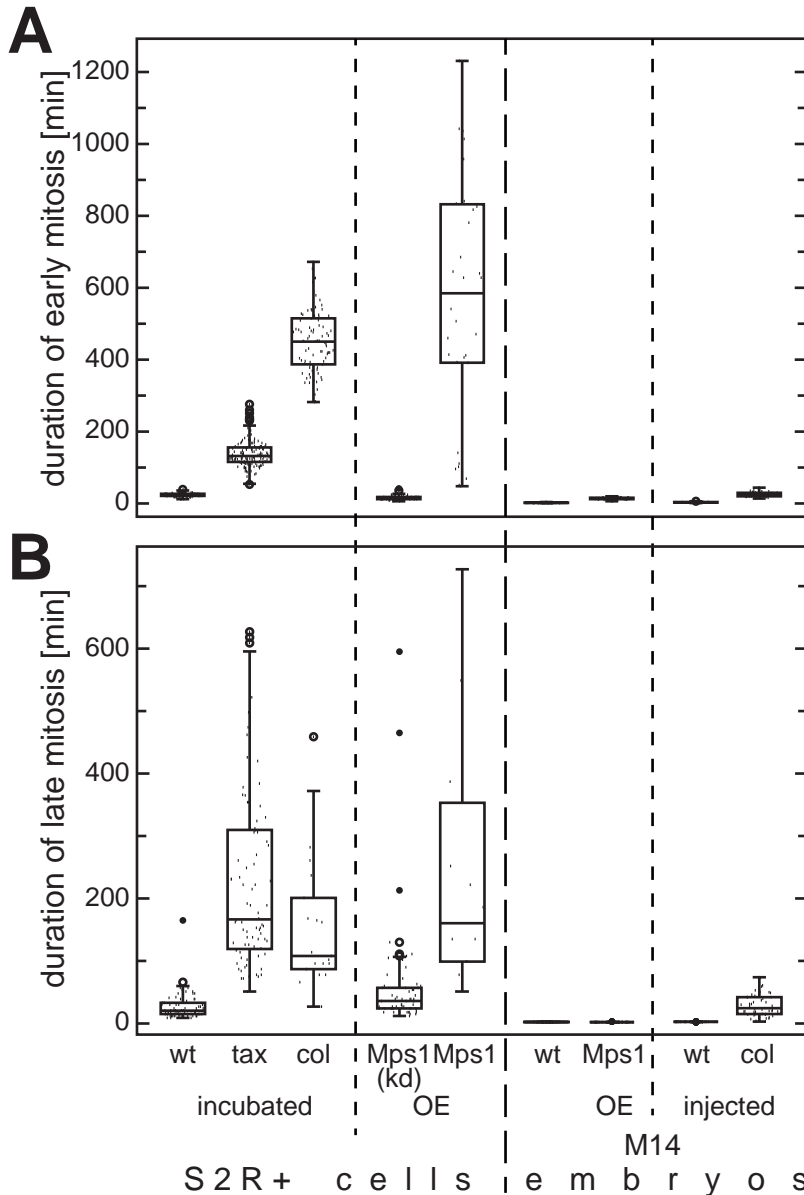 A
duration of early mitosis [min]
1200
1000
800
600
400
200
0
B
duration of late mitosis [min]
600
400
200
0
wt tax col Mps1 Mps1 wt Mps1 wt col
(kd)
incubated OE OE injected
M14
S2R+ cells embryos